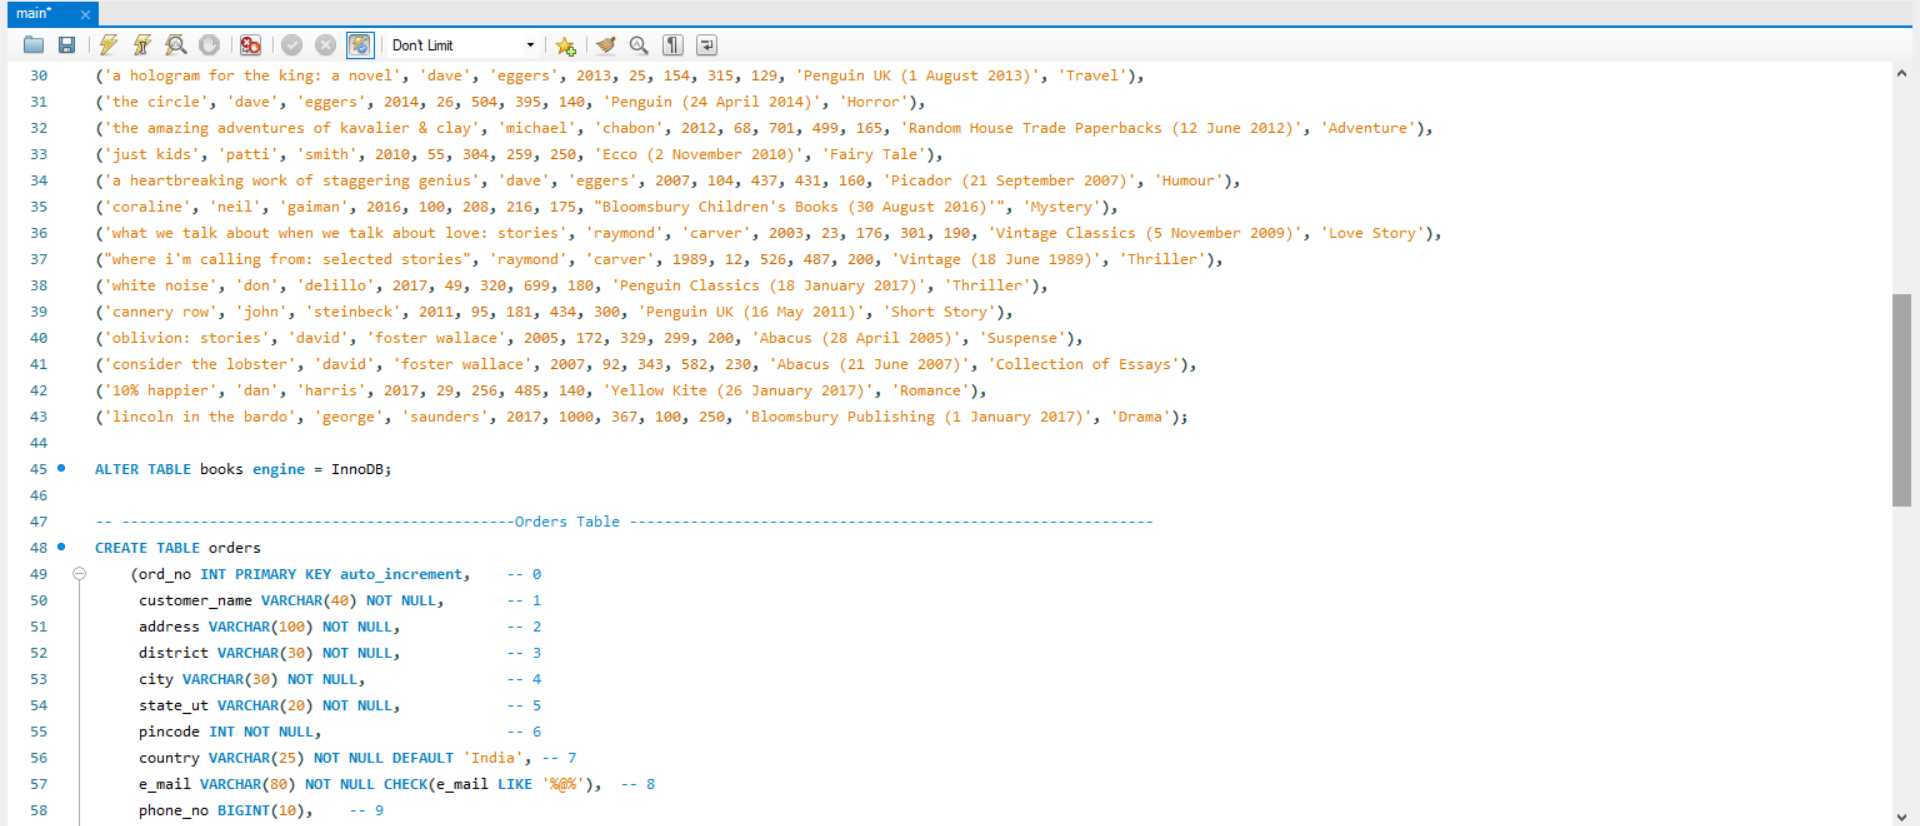 main*
Don't Limit
30 ('a hologram for the king: a novel', 'dave', 'eggers', 2013, 25, 154, 315, 129, 'Penguin UK (1 August 2013)', 'Travel'),
31 ('the circle', 'dave', 'eggers', 2014, 26, 504, 395, 140, 'Penguin (24 April 2014)', 'Horror'),
32 ('the amazing adventures of kavalier & clay', 'michael', 'chabon', 2012, 68, 701, 499, 165, 'Random House Trade Paperbacks (12 June 2012)', 'Adventure'),
33 ('just kids', 'patti', 'smith', 2010, 55, 304, 259, 250, 'Ecco (2 November 2010)', 'Fairy Tale'),
34 ('a heartbreaking work of staggering genius', 'dave', 'eggers', 2007, 104, 437, 431, 160, 'Picador (21 September 2007)', 'Humour'),
35 ('coraline', 'neil', 'gaiman', 2016, 100, 208, 216, 175, "Bloomsbury Children's Books (30 August 2016)'", 'Mystery'),
36 ('what we talk about when we talk about love: stories', 'raymond', 'carver', 2003, 23, 176, 301, 190, 'Vintage Classics (5 November 2009)', 'Love Story'),
37 ("where i'm calling from: selected stories", 'raymond', 'carver', 1989, 12, 526, 487, 200, 'Vintage (18 June 1989)', 'Thriller'),
38 ('white noise', 'don', 'delillo', 2017, 49, 320, 699, 180, 'Penguin Classics (18 January 2017)', 'Thriller'),
39 ('cannery row', 'john', 'steinbeck', 2011, 95, 181, 434, 300, 'Penguin UK (16 May 2011)', 'Short Story'),
40 ('oblivion: stories', 'david', 'foster wallace', 2005, 172, 329, 299, 200, 'Abacus (28 April 2005)', 'Suspense'),
41 ('consider the lobster', 'david', 'foster wallace', 2007, 92, 343, 582, 230, 'Abacus (21 June 2007)', 'Collection of Essays'),
42 ('10% happier', 'dan', 'harris', 2017, 29, 256, 485, 140, 'Yellow Kite (26 January 2017)', 'Romance'),
43 ('lincoln in the bardo', 'george', 'saunders', 2017, 1000, 367, 100, 250, 'Bloomsbury Publishing (1 January 2017)', 'Drama');
44
45 ALTER TABLE books engine = InnoDB;
46
47 -- ---------------------------------------------Orders Table ------------------------------------------------------------
48 CREATE TABLE orders
49 (ord_no INT PRIMARY KEY auto_increment, -- 0
50 customer_name VARCHAR(40) NOT NULL, -- 1
51 address VARCHAR(100) NOT NULL, -- 2
52 district VARCHAR(30) NOT NULL, -- 3
53 city VARCHAR(30) NOT NULL, -- 4
54 state_ut VARCHAR(20) NOT NULL, -- 5
55 pincode INT NOT NULL, -- 6
56 country VARCHAR(25) NOT NULL DEFAULT 'India', -- 7
57 e_mail VARCHAR(80) NOT NULL CHECK(e_mail LIKE '%@%'), -- 8
58 phone_no BIGINT(10), -- 9